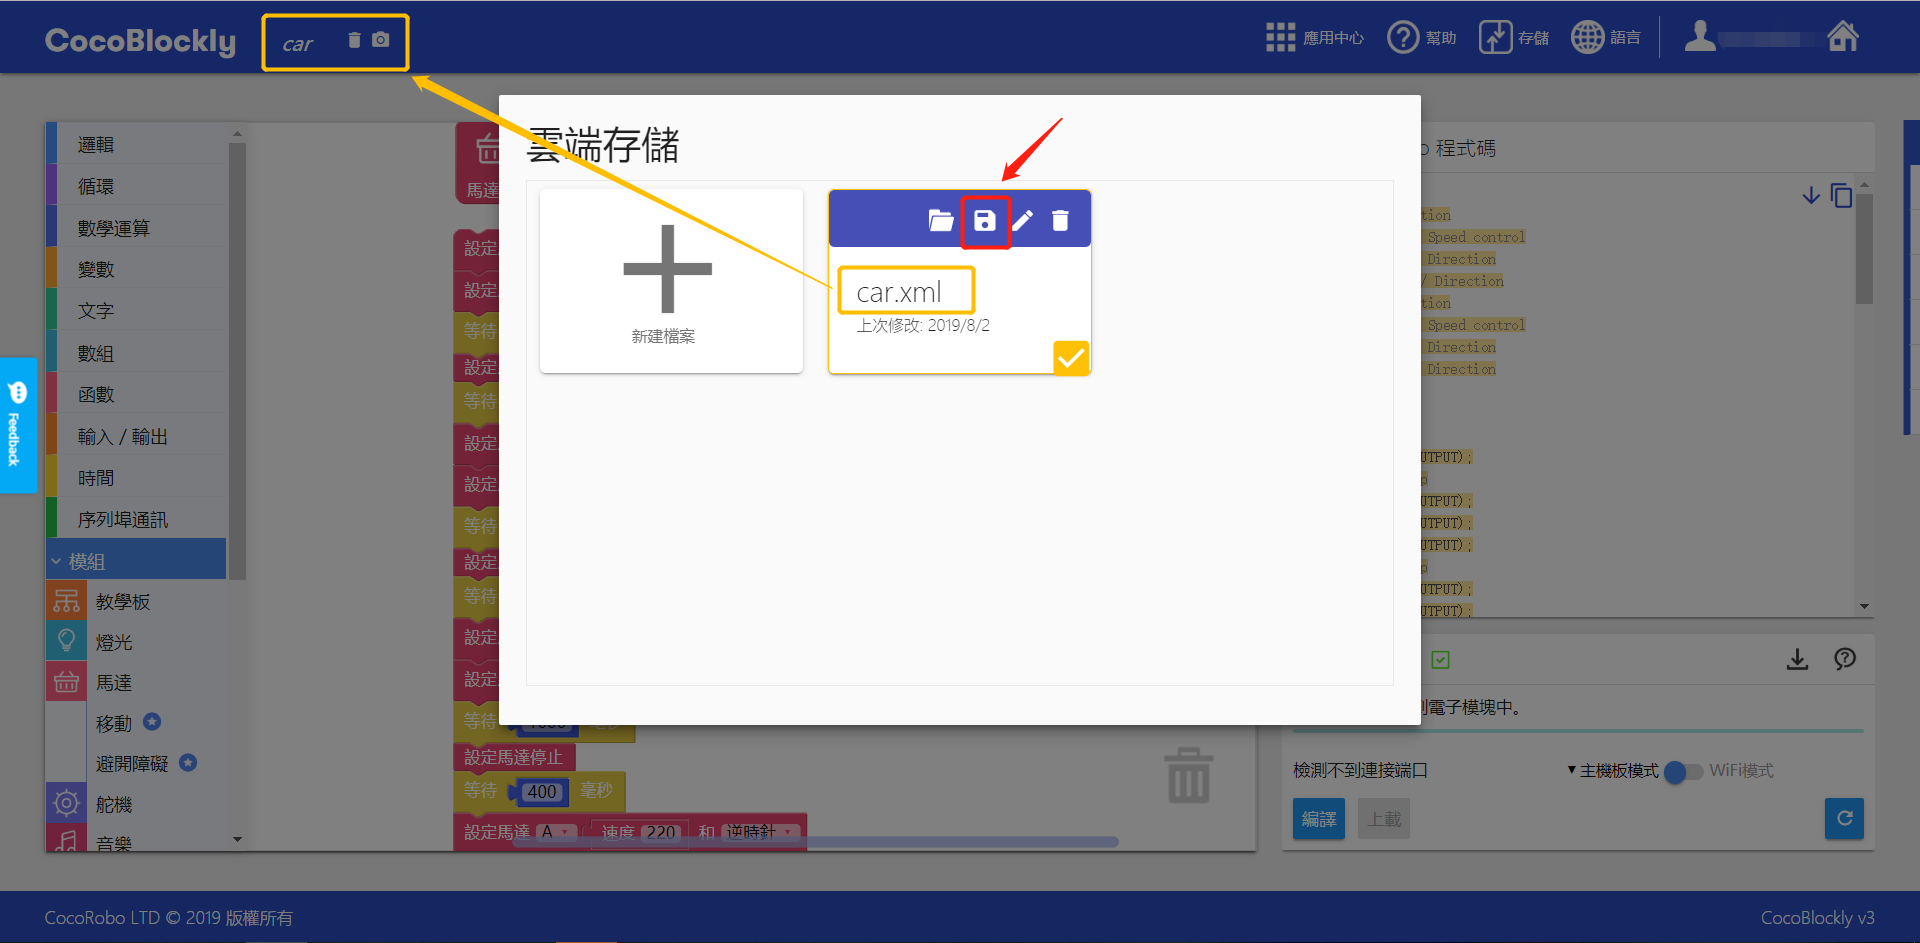 CocoBlockly
car
應用中心
幫助
存儲
語言
邏輯
循環
數學運算
變數
文字
數組
函數
輸入 / 輸出
時間
序列埠通訊
模組
教學板
燈光
馬達
移動
避開障礙
舵機
音樂
Feedback
馬達
設定
設定
等待
設定
等待
設定
設定
等待
設定
等待
設定
設定
等待
設定馬達停止
等待 400 毫秒
設定馬達 A 速度 220 和 逆時針
雲端存儲
新建檔案
car.xml
上次修改: 2019/8/2
程式碼
Speed control
Direction
Direction
Speed control
Direction
Direction
UTPUT);
UTPUT);
UTPUT);
UTPUT);
UTPUT);
UTPUT);
到電子模塊中。
檢測不到連接端口
主機板模式
WiFi模式
編譯
上載
CocoRobo LTD © 2019 版權所有
CocoBlockly v3